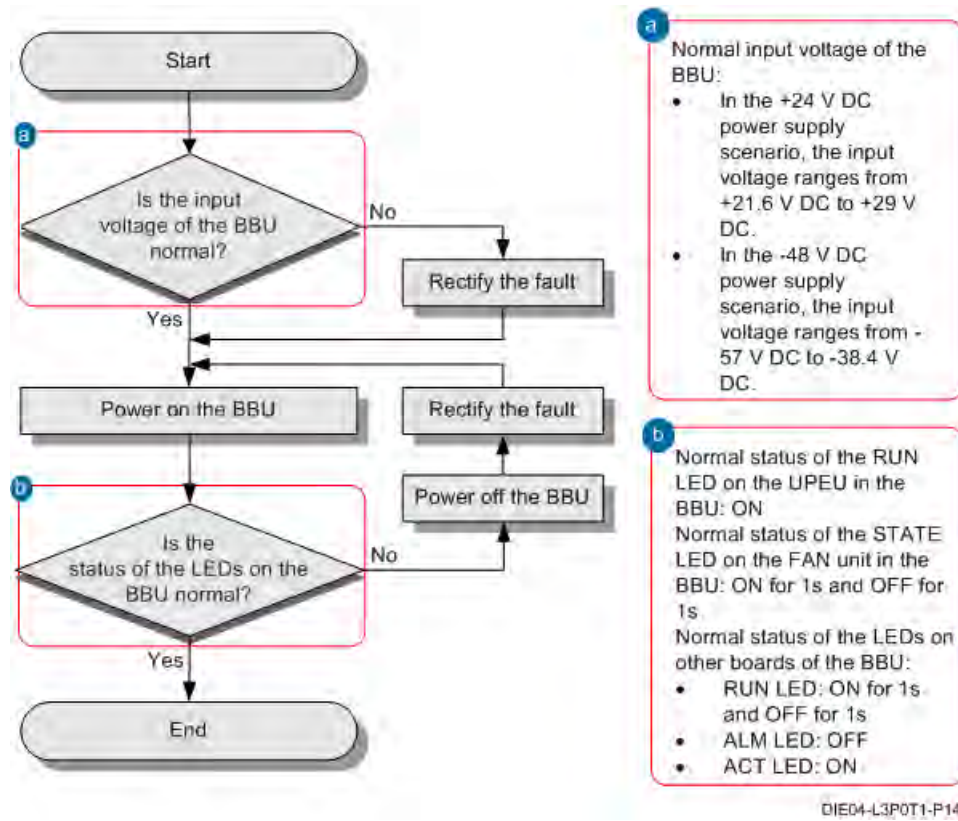 Start
a
Is the input
voltage of the BBU
normal?
No
Rectify the fault
Yes
Power on the BBU
Rectify the fault
Power off the BBU
b
Is the
status of the LEDs on the
BBU normal?
No
Yes
End
a
Normal input voltage of the
BBU:
• In the +24 V DC
power supply
scenario, the input
voltage ranges from
+21.6 V DC to +29 V
DC.
• In the -48 V DC
power supply
scenario, the input
voltage ranges from -
57 V DC to -38.4 V
DC.
b
Normal status of the RUN
LED on the UPEU in the
BBU: ON
Normal status of the STATE
LED on the FAN unit in the
BBU: ON for 1s and OFF for
1s
Normal status of the LEDs on
other boards of the BBU:
• RUN LED: ON for 1s
and OFF for 1s
• ALM LED: OFF
• ACT LED: ON
DIE04-L3P0T1-P14